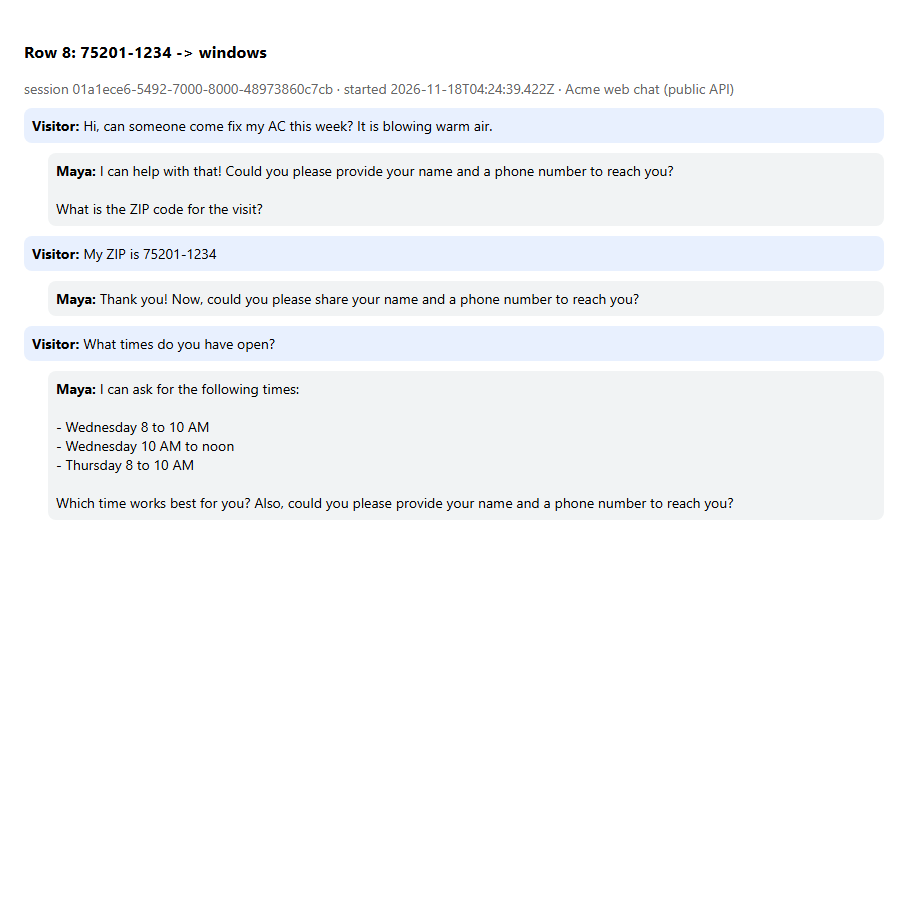 Row 8: 75201-1234 -> windows
session 01a1ece6-5492-7000-8000-48973860c7cb · started 2026-11-18T04:24:39.422Z · Acme web chat (public API)
Visitor: Hi, can someone come fix my AC this week? It is blowing warm air.
Maya: I can help with that! Could you please provide your name and a phone number to reach you?
What is the ZIP code for the visit?
Visitor: My ZIP is 75201-1234
Maya: Thank you! Now, could you please share your name and a phone number to reach you?
Visitor: What times do you have open?
Maya: I can ask for the following times:
- Wednesday 8 to 10 AM
- Wednesday 10 AM to noon
- Thursday 8 to 10 AM
Which time works best for you? Also, could you please provide your name and a phone number to reach you?